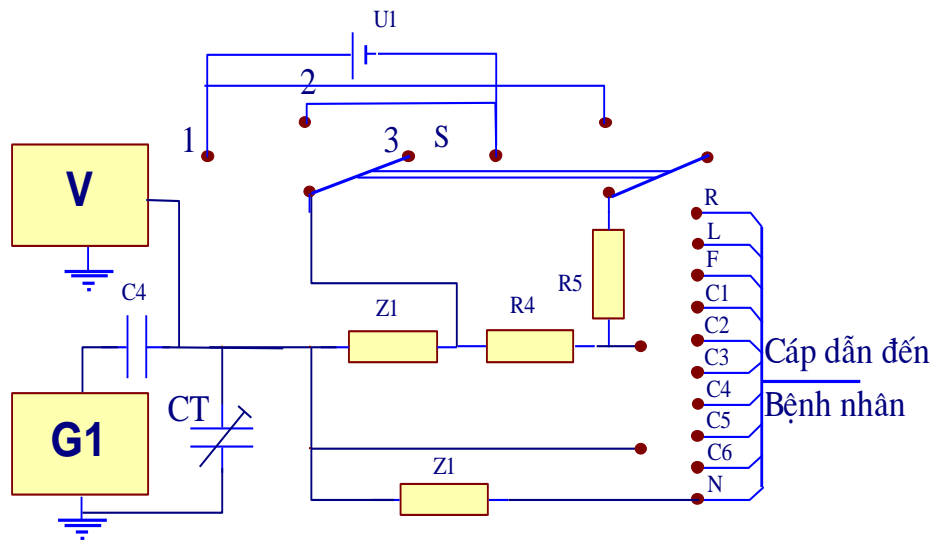 U1
2
1
3
S
V
R
L
F
C4
Z1
R4
R5
C1
C2
C3
Cáp dẫn đến
G1
CT
C4
Bệnh nhân
C5
C6
Z1
N